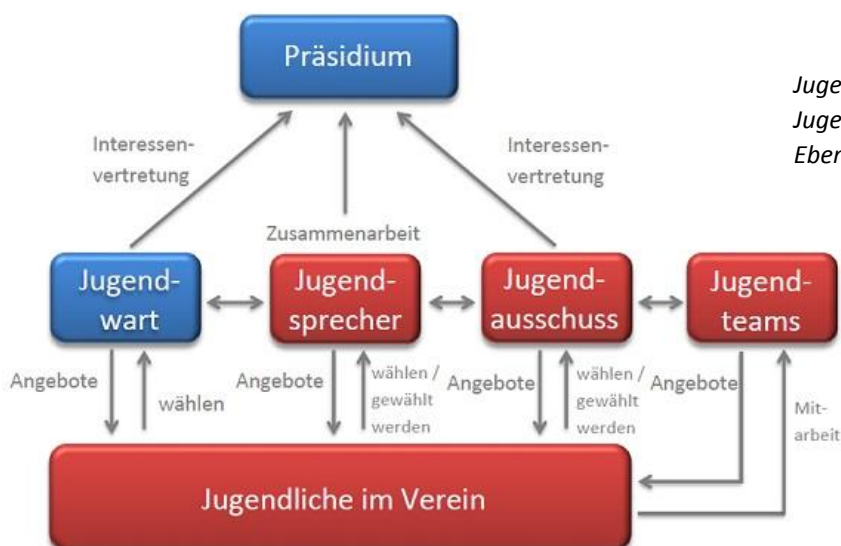 Präsidium
Interessen-
vertretung
Interessen-
vertretung
Zusammenarbeit
Jugend-
wart
Jugend-
sprecher
Jugend-
ausschuss
Jugend-
teams
Angebote
wählen
Angebote
wählen /
gewählt
werden
Angebote
wählen /
gewählt
werden
Angebote
Mit-
arbeit
Jugendliche im Verein